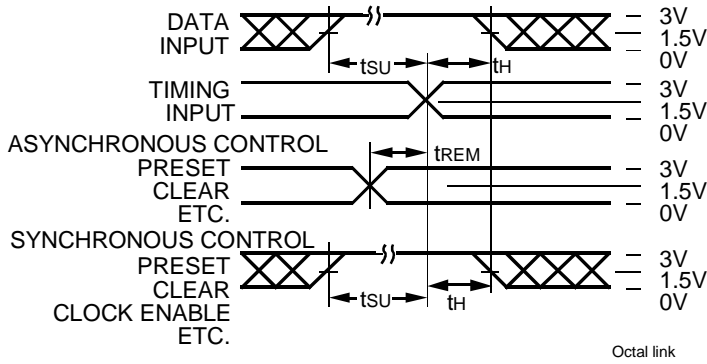 DATA
INPUT
3V
1.5V
0V
tSU
tH
TIMING
INPUT
3V
1.5V
0V
ASYNCHRONOUS CONTROL
tREM
PRESET
CLEAR
ETC.
3V
1.5V
0V
SYNCHRONOUS CONTROL
PRESET
CLEAR
CLOCK ENABLE
ETC.
3V
1.5V
0V
tSU
tH
Octal link